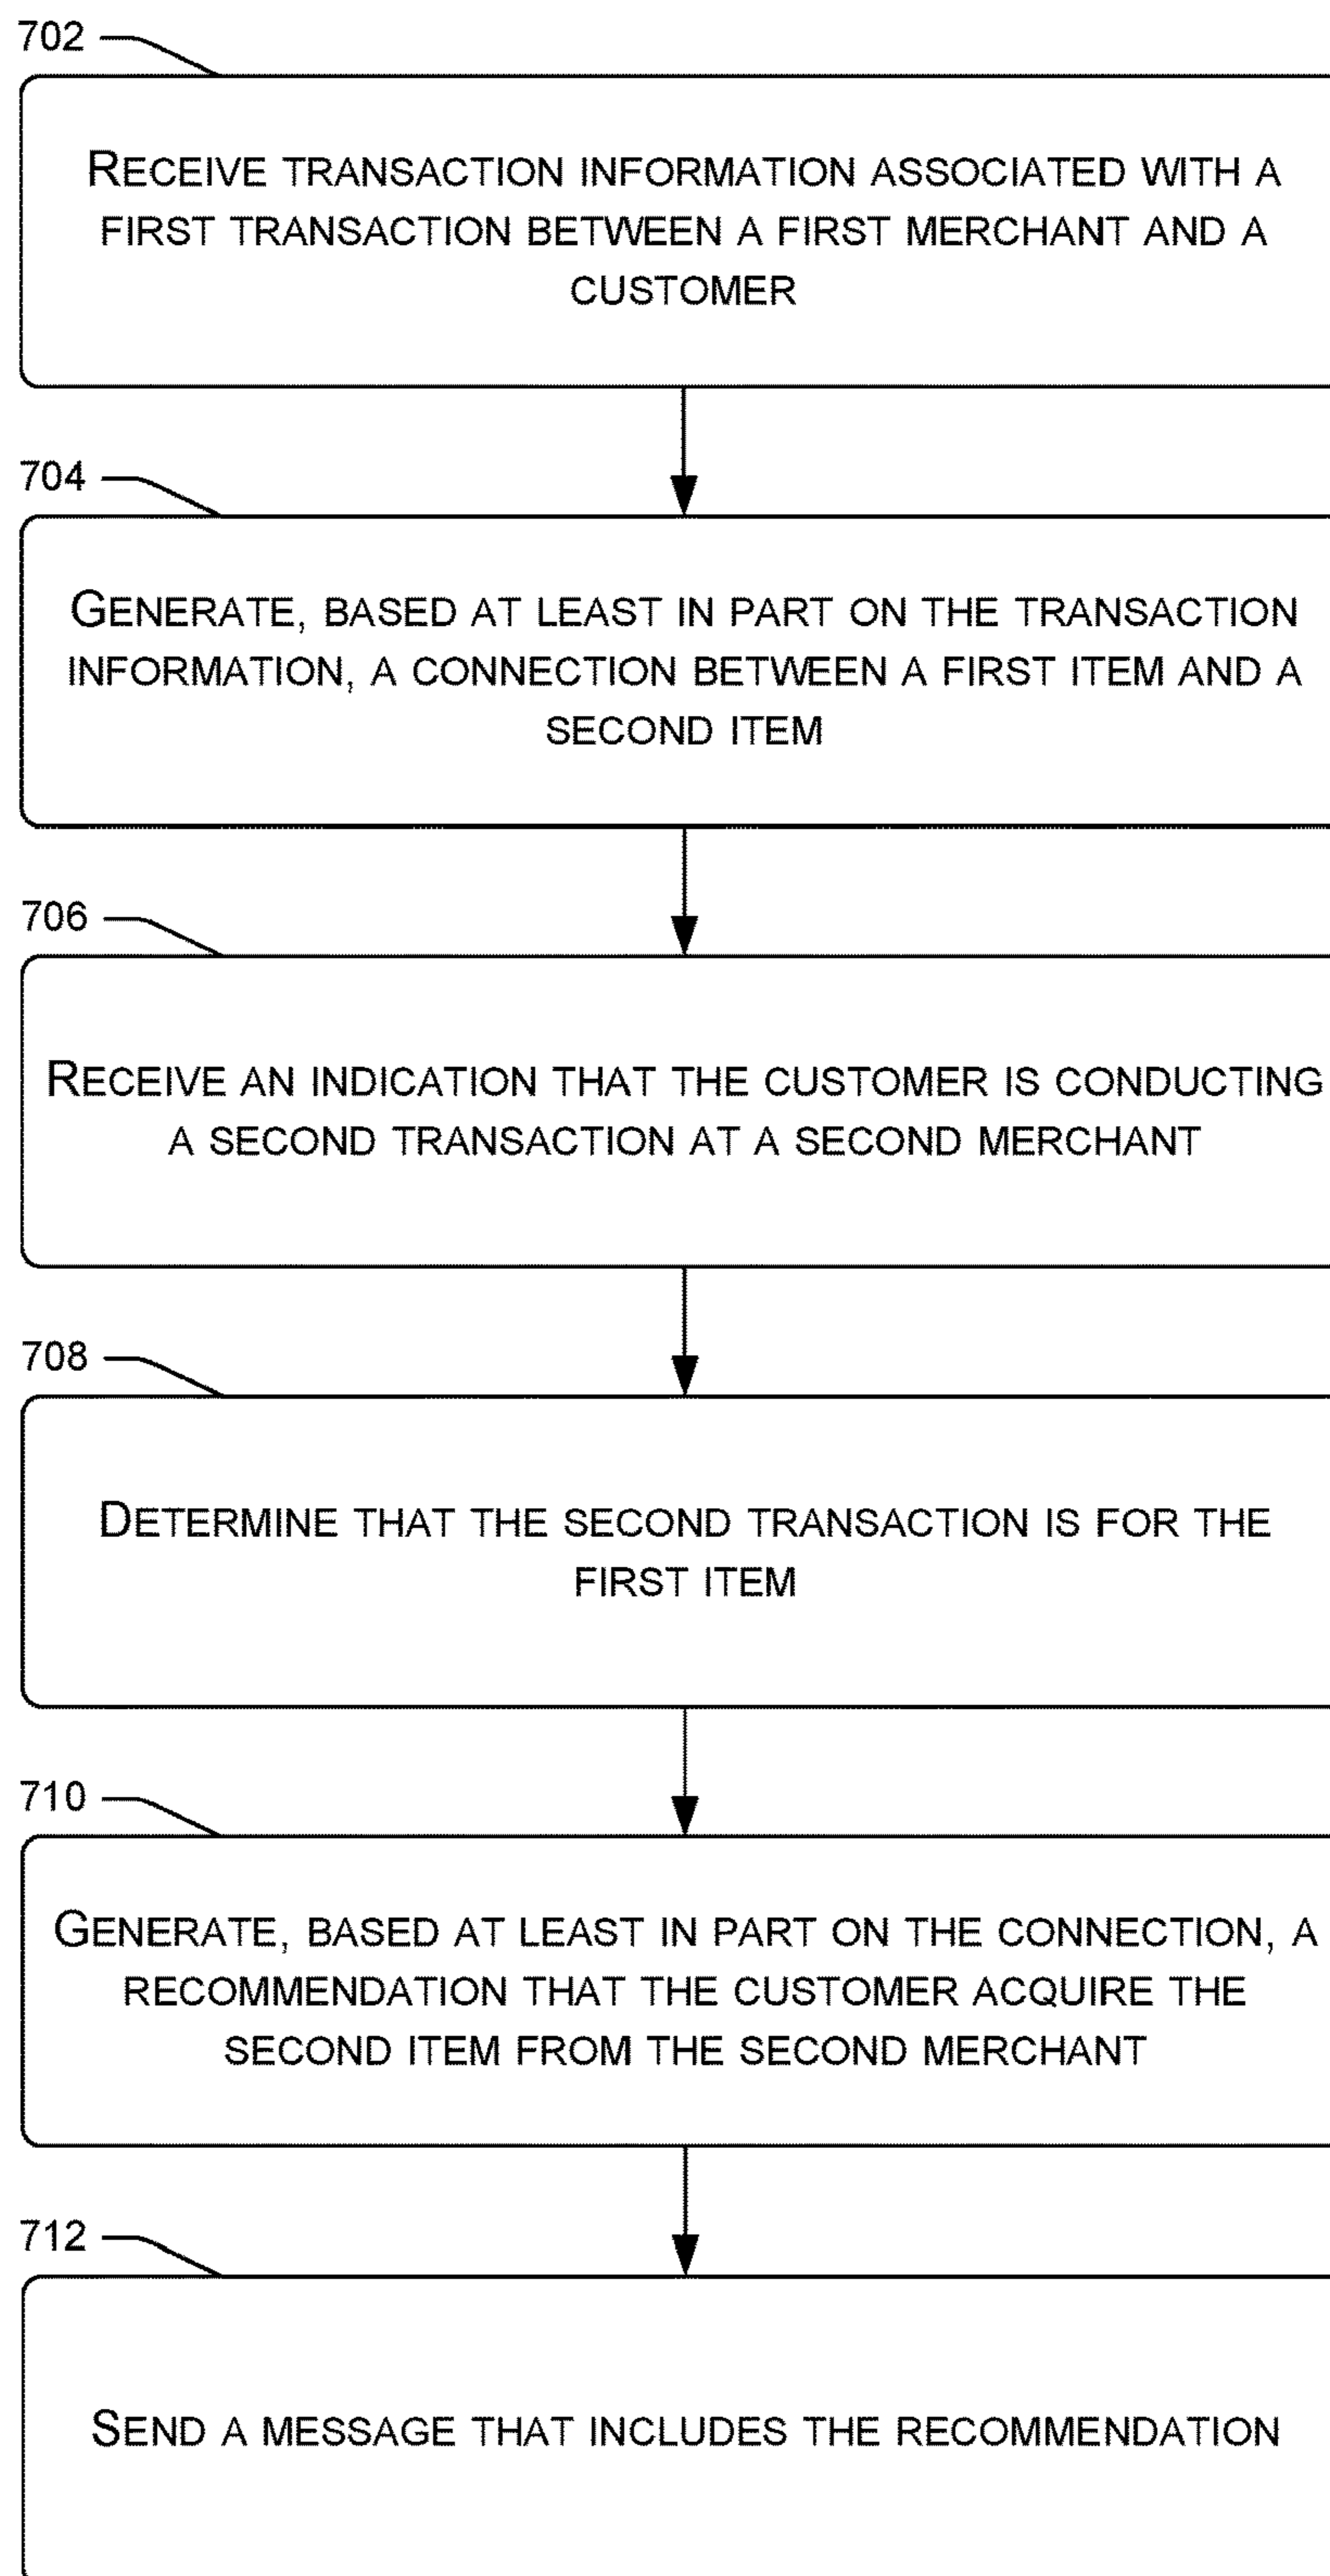 702
RECEIVE TRANSACTION INFORMATION ASSOCIATED WITH A
FIRST TRANSACTION BETWEEN A FIRST MERCHANT AND A
CUSTOMER
704
GENERATE, BASED AT LEAST IN PART ON THE TRANSACTION
INFORMATION, A CONNECTION BETWEEN A FIRST ITEM AND A
SECOND ITEM
706
RECEIVE AN INDICATION THAT THE CUSTOMER IS CONDUCTING
A SECOND TRANSACTION AT A SECOND MERCHANT
708
DETERMINE THAT THE SECOND TRANSACTION IS FOR THE
FIRST ITEM
710
GENERATE, BASED AT LEAST IN PART ON THE CONNECTION, A
RECOMMENDATION THAT THE CUSTOMER ACQUIRE THE
SECOND ITEM FROM THE SECOND MERCHANT
712
SEND A MESSAGE THAT INCLUDES THE RECOMMENDATION